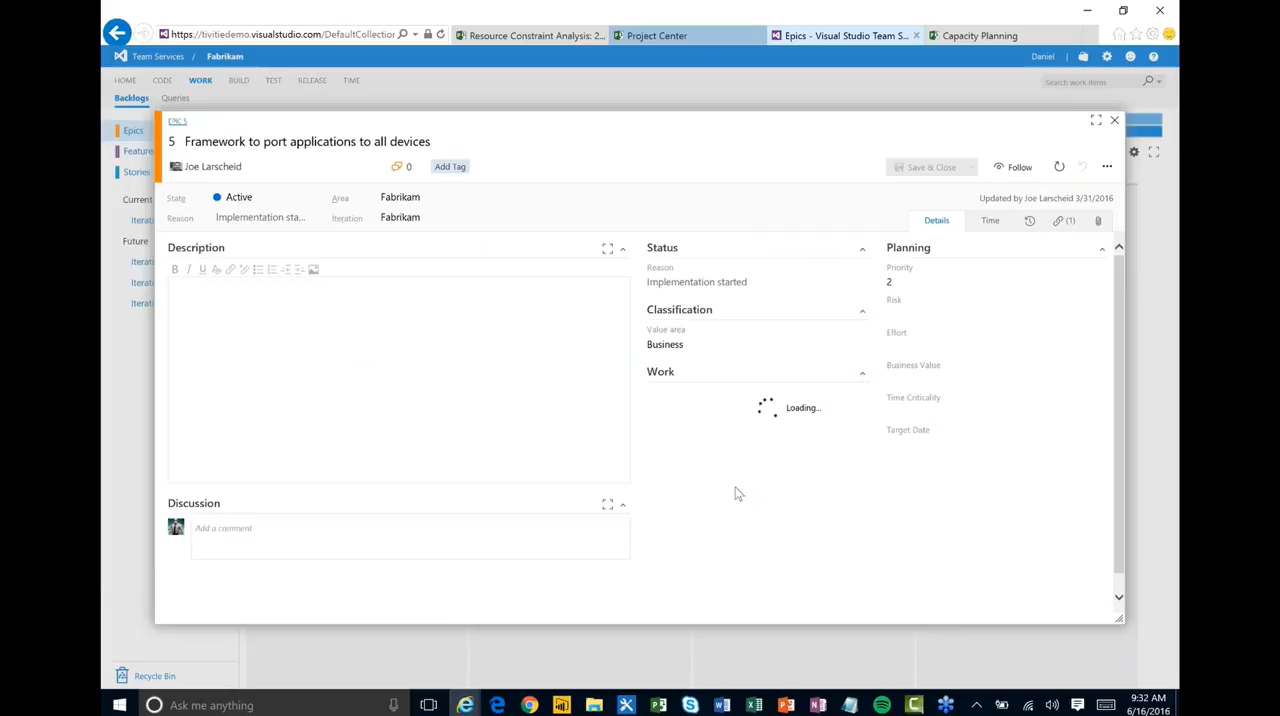 https://tivitiedemo.visualstudio.com/DefaultCollection
Resource Constraint Analysis: 2...
Project Center
Epics - Visual Studio Team S...
Capacity Planning
Team Services / Fabrikam
Daniel
HOME CODE WORK BUILD TEST RELEASE TIME
Search work items
Backlogs Queries
Epics
Feature
Stories
Current
Iterati
Future
Iterati
Iterati
Iterati
EPIC 5
5 Framework to port applications to all devices
Joe Larscheid
0
Add Tag
Save & Close
Follow
State Active Area Fabrikam
Updated by Joe Larscheid 3/31/2016
Reason Implementation sta... Iteration Fabrikam
Details Time (1)
Description
B I U
Status
Reason
Implementation started
Classification
Value area
Business
Work
Loading...
Planning
Priority
2
Risk
Effort
Business Value
Time Criticality
Target Date
Discussion
Add a comment
Recycle Bin
Ask me anything
9:32 AM
6/16/2016